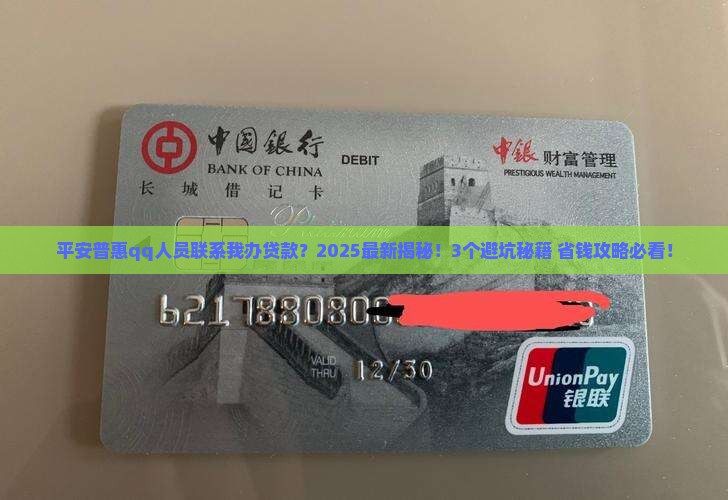 中国银行
BANK OF CHINA
DEBIT
中銀 财富管理
PRESTIGIOUS WEALTH MANAGEMENT
长城借记卡
平安普惠qq人员联系我办贷款？2025最新揭秘！3个避坑秘籍 省钱攻略必看！
621788080
VALID
THRU
12/30
UnionPay
银联